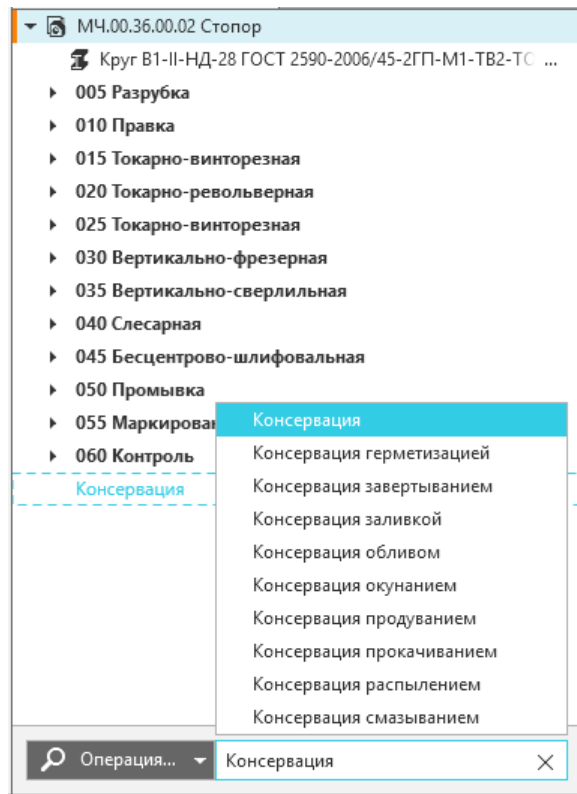 МЧ.00.36.00.02 Стопор
Круг В1-II-НД-28 ГОСТ 2590-2006/45-2ГП-М1-ТВ2-ТО ...
005 Разрубка
010 Правка
015 Токарно-винторезная
020 Токарно-револьверная
025 Токарно-винторезная
030 Вертикально-фрезерная
035 Вертикально-сверлильная
040 Слесарная
045 Бесцентрово-шлифовальная
050 Промывка
055 Маркирован
060 Контроль
Консервация
Консервация
Консервация герметизацией
Консервация завертыванием
Консервация заливкой
Консервация обливом
Консервация окунанием
Консервация продуванием
Консервация прокачиванием
Консервация распылением
Консервация смазыванием
Операция... Консервация